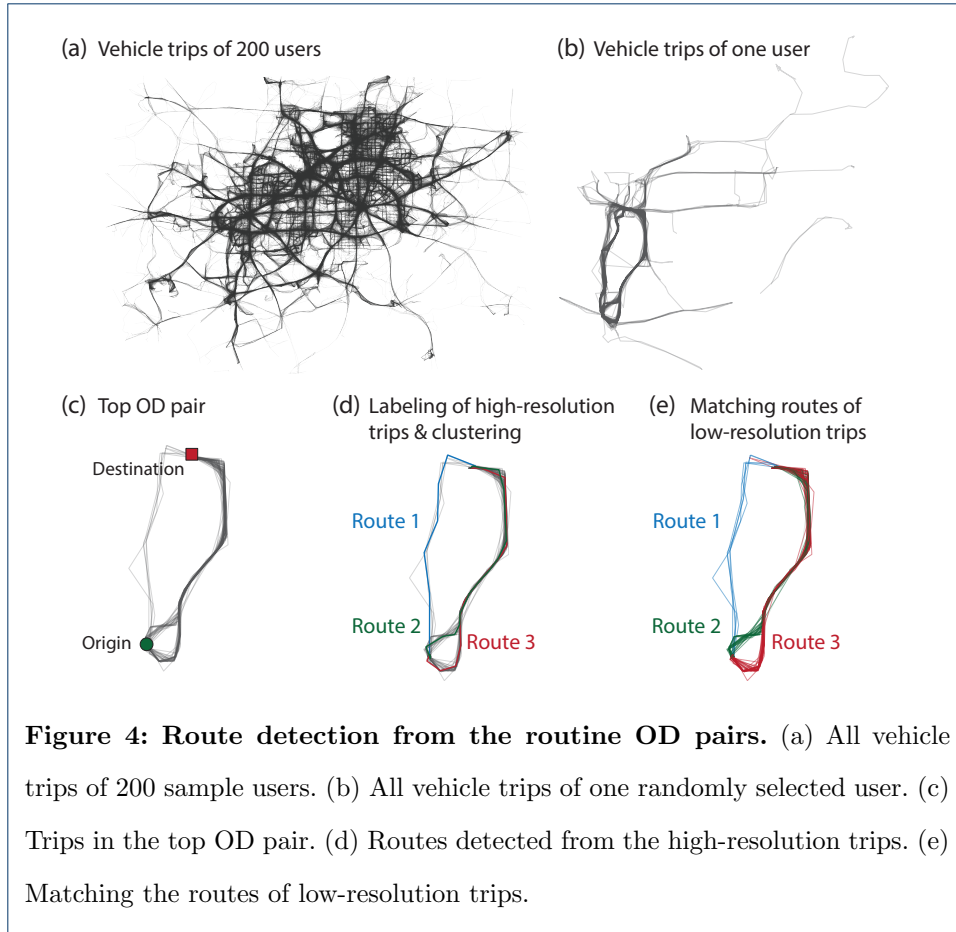 (a) Vehicle trips of 200 users
(b) Vehicle trips of one user
(c) Top OD pair
Destination
Origin
(d) Labeling of high-resolution
trips & clustering
Route 1
Route 2
Route 3
(e) Matching routes of
low-resolution trips
Route 1
Route 2
Route 3
Figure 4: Route detection from the routine OD pairs. (a) All vehicle
trips of 200 sample users. (b) All vehicle trips of one randomly selected user. (c)
Trips in the top OD pair. (d) Routes detected from the high-resolution trips. (e)
Matching the routes of low-resolution trips.